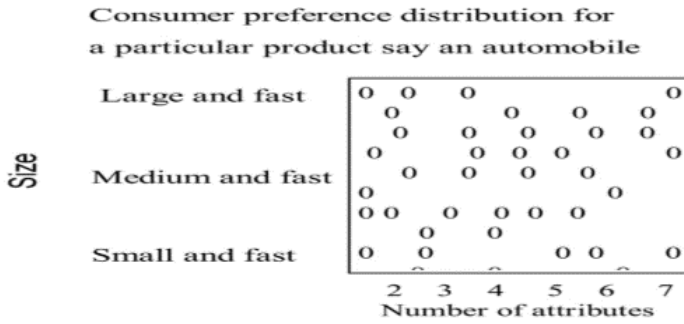 Consumer preference distribution for
a particular product say an automobile
Large and fast
Size
Medium and fast
Small and fast
2 3 4 5 6 7
Number of attributes